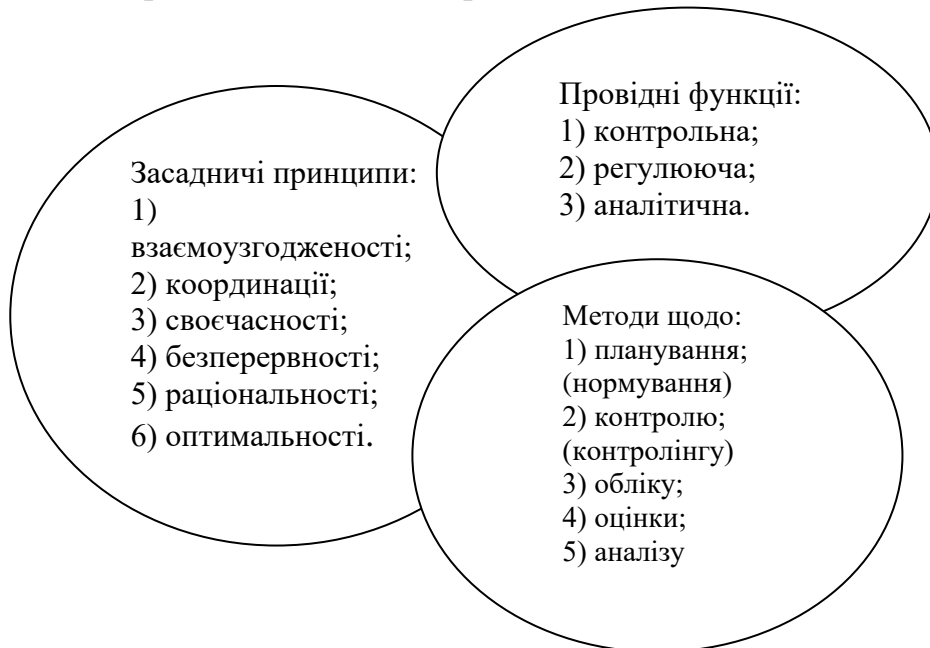 Засадничі принципи:
1)
взаємоузгодженості;
2) координації;
3) своєчасності;
4) безперервності;
5) раціональності;
6) оптимальності.
Провідні функції:
1) контрольна;
2) регулююча;
3) аналітична.
Методи щодо:
1) планування;
(нормування)
2) контролю;
(контролінгу)
3) обліку;
4) оцінки;
5) аналізу